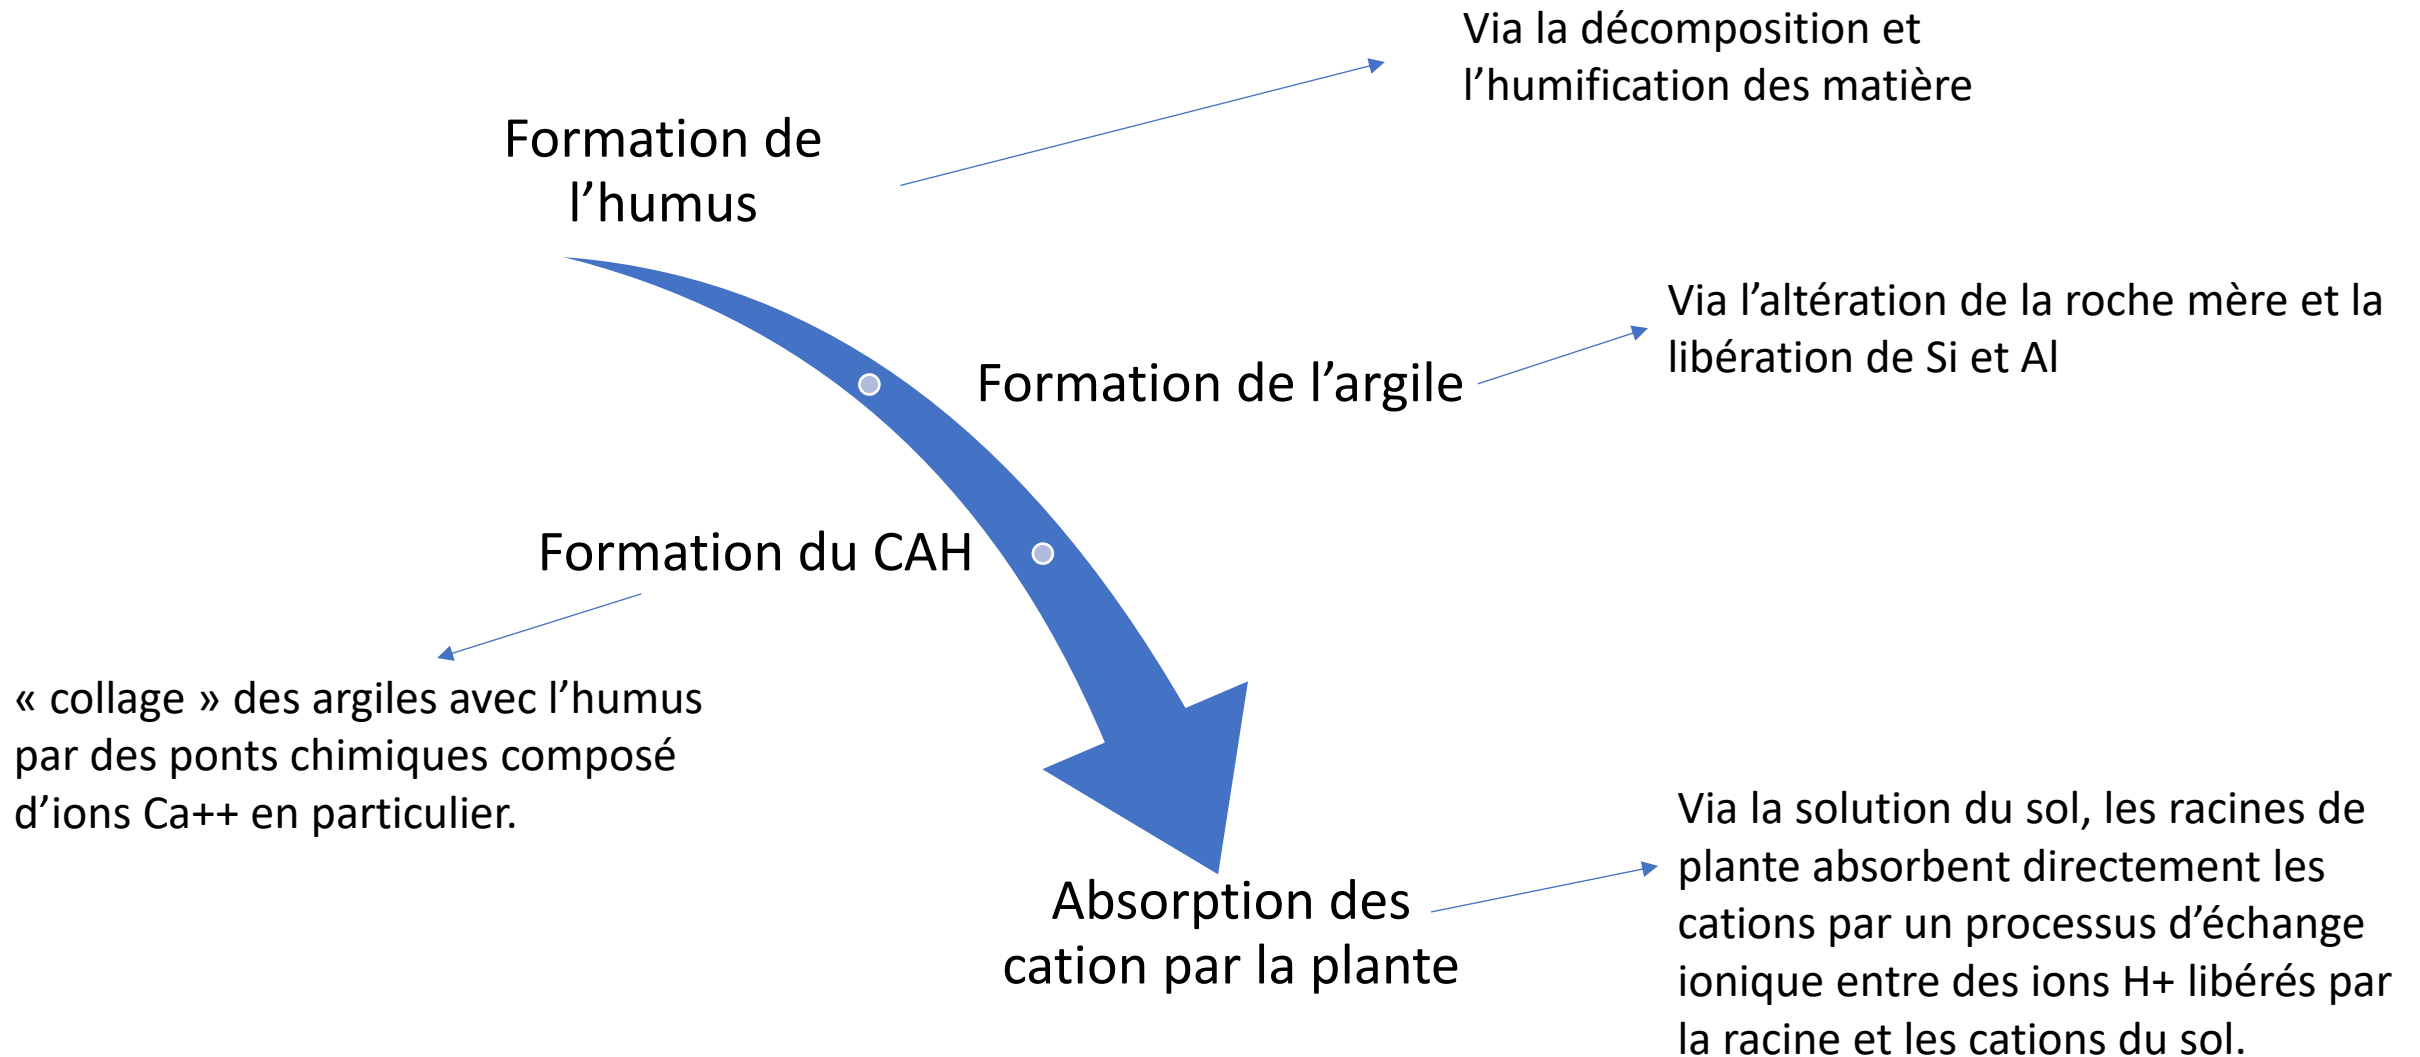 Via la décomposition et
l’humification des matière
Formation de
l’humus
Via l’altération de la roche mère et la
libération de Si et Al
Formation de l’argile
Formation du CAH
« collage » des argiles avec l’humus
par des ponts chimiques composé
d’ions Ca++ en particulier.
Absorption des
cation par la plante
Via la solution du sol, les racines de
plante absorbent directement les
cations par un processus d’échange
ionique entre des ions H+ libérés par
la racine et les cations du sol.